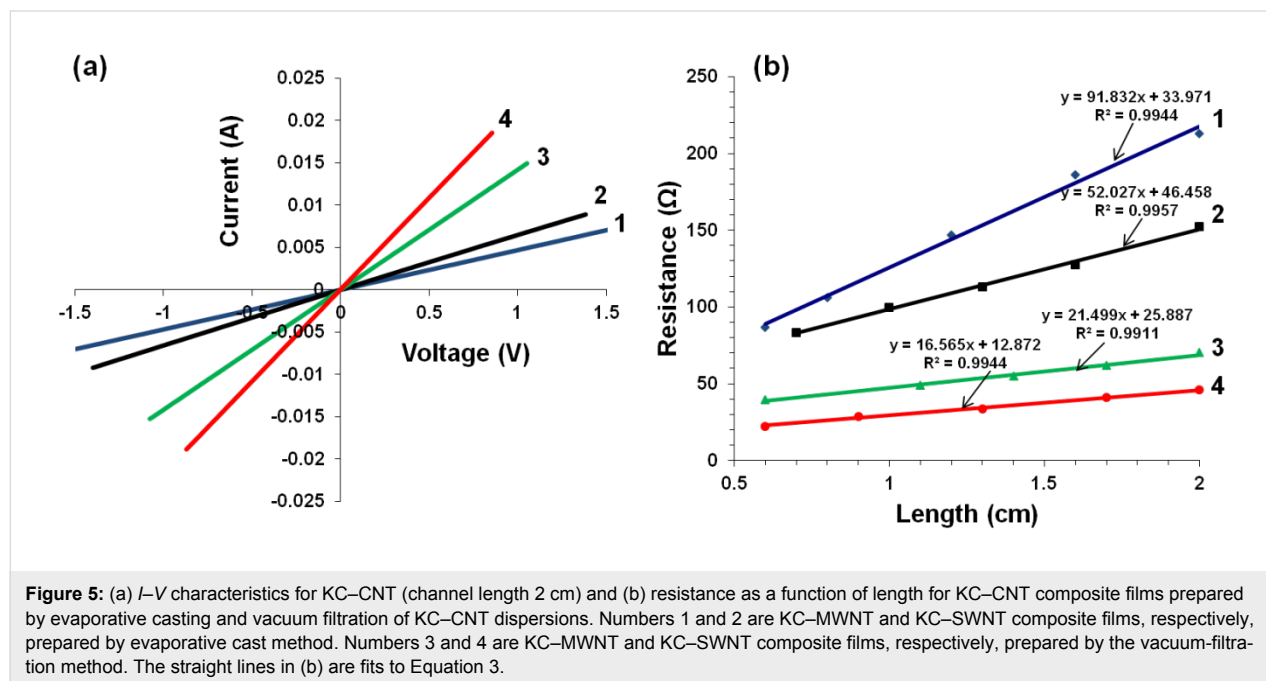 (a)
0.025
0.02
0.015
0.01
0.005
0
-0.005
-0.01
-0.015
-0.02
-0.025
-1.5 -1 -0.5 0 0.5 1 1.5
Current (A)
Voltage (V)
4
3
2
1
(b)
250
200
150
100
50
0
0.5 1 1.5 2
Resistance (Ω)
Length (cm)
y = 91.832x + 33.971
R² = 0.9944
1
y = 52.027x + 46.458
R² = 0.9957
2
y = 21.499x + 25.887
R² = 0.9911
3
y = 16.565x + 12.872
R² = 0.9944
4
Figure 5: (a) I–V characteristics for KC–CNT (channel length 2 cm) and (b) resistance as a function of length for KC–CNT composite films prepared
by evaporative casting and vacuum filtration of KC–CNT dispersions. Numbers 1 and 2 are KC–MWNT and KC–SWNT composite films, respectively,
prepared by evaporative cast method. Numbers 3 and 4 are KC–MWNT and KC–SWNT composite films, respectively, prepared by the vacuum-filtra-
tion method. The straight lines in (b) are fits to Equation 3.